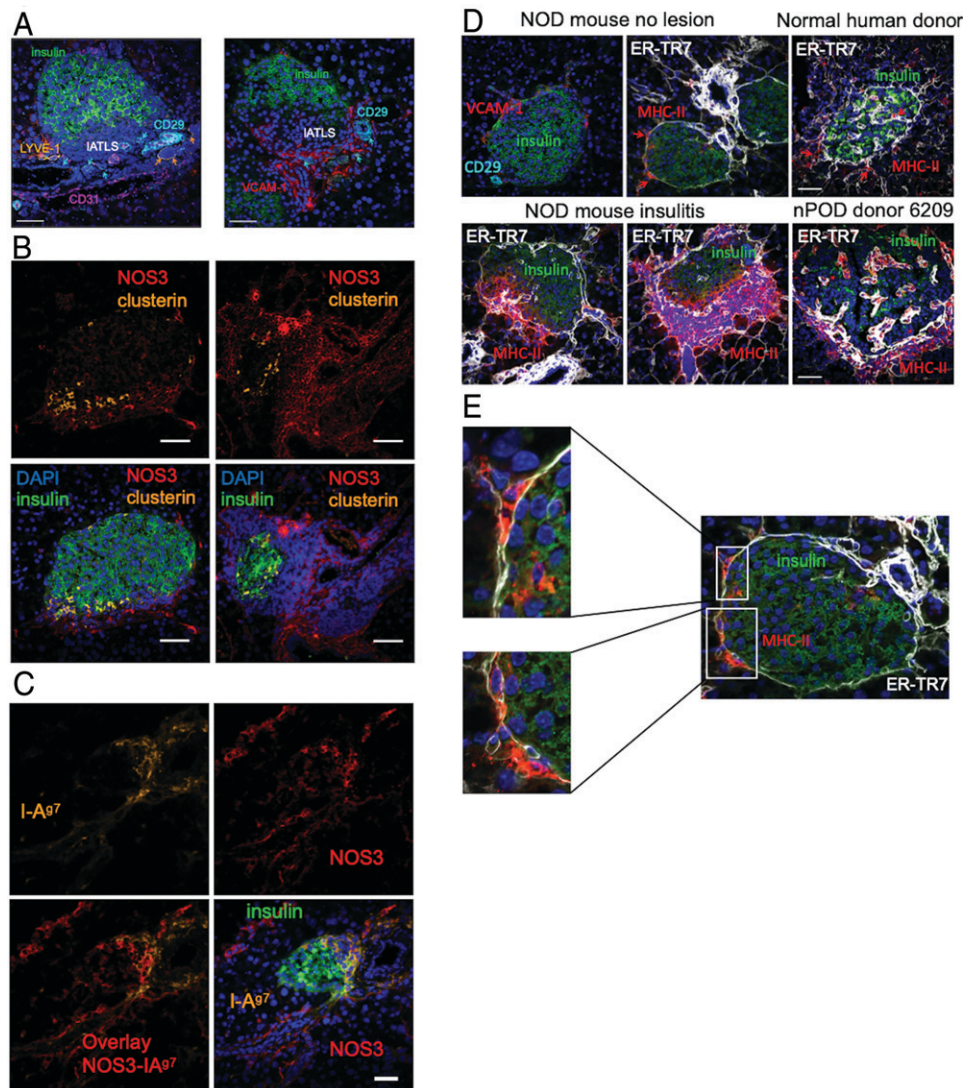 A
insulin
CD29
LYVE-1
IATLS
CD31
insulin
CD29
IATLS
VCAM-1
B
NOS3
clusterin
NOS3
clusterin
DAPI
insulin
NOS3
clusterin
DAPI
insulin
NOS3
clusterin
C
I-Ag7
NOS3
Overlay
NOS3-IAg7
insulin
I-Ag7
NOS3
D
NOD mouse no lesion
Normal human donor
VCAM-1
insulin
CD29
ER-TR7
MHC-II
ER-TR7
insulin
MHC-II
NOD mouse insulitis
nPOD donor 6209
ER-TR7
insulin
MHC-II
ER-TR7
MHC-II
ER-TR7
insulin
MHC-II
E
insulin
MHC-II
ER-TR7